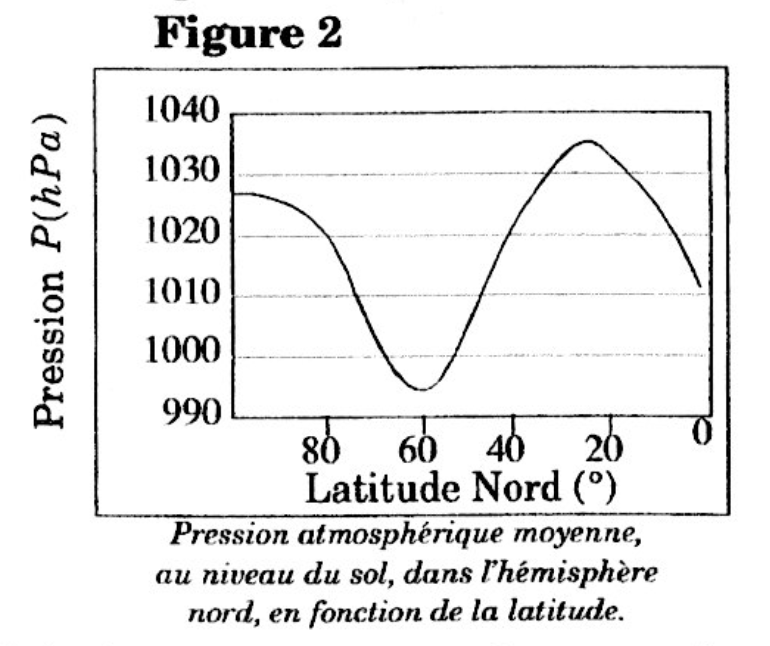 Figure 2
Pression P(hPa)
1040
1030
1020
1010
1000
990
80 60 40 20 0
Latitude Nord (°)
Pression atmosphérique moyenne,
au niveau du sol, dans l'hémisphère
nord, en fonction de la latitude.